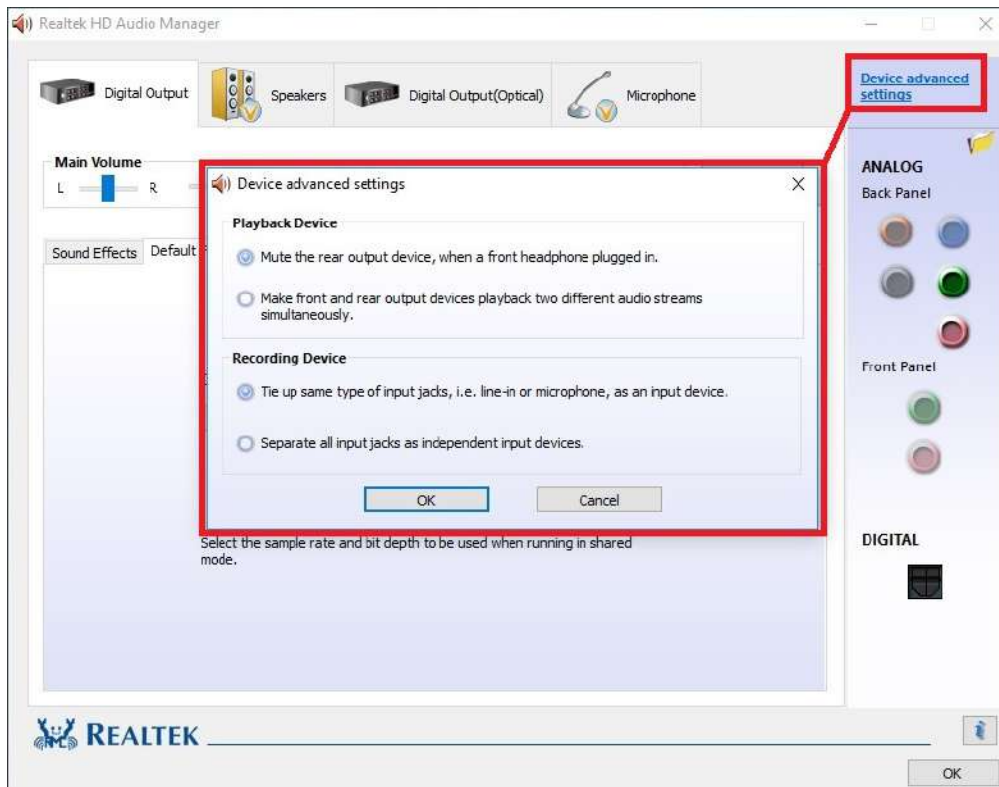 Realtek HD Audio Manager
Digital Output
Speakers
Digital Output(Optical)
Microphone
Device advanced
settings
Main Volume
L
R
Device advanced settings
Playback Device
Mute the rear output device, when a front headphone plugged in.
Make front and rear output devices playback two different audio streams
simultaneously.
Recording Device
Tie up same type of input jacks, i.e. line-in or microphone, as an input device.
Separate all input jacks as independent input devices.
OK
Cancel
Sound Effects
Default
Select the sample rate and bit depth to be used when running in shared
mode.
ANALOG
Back Panel
Front Panel
DIGITAL
REALTEK
i
OK